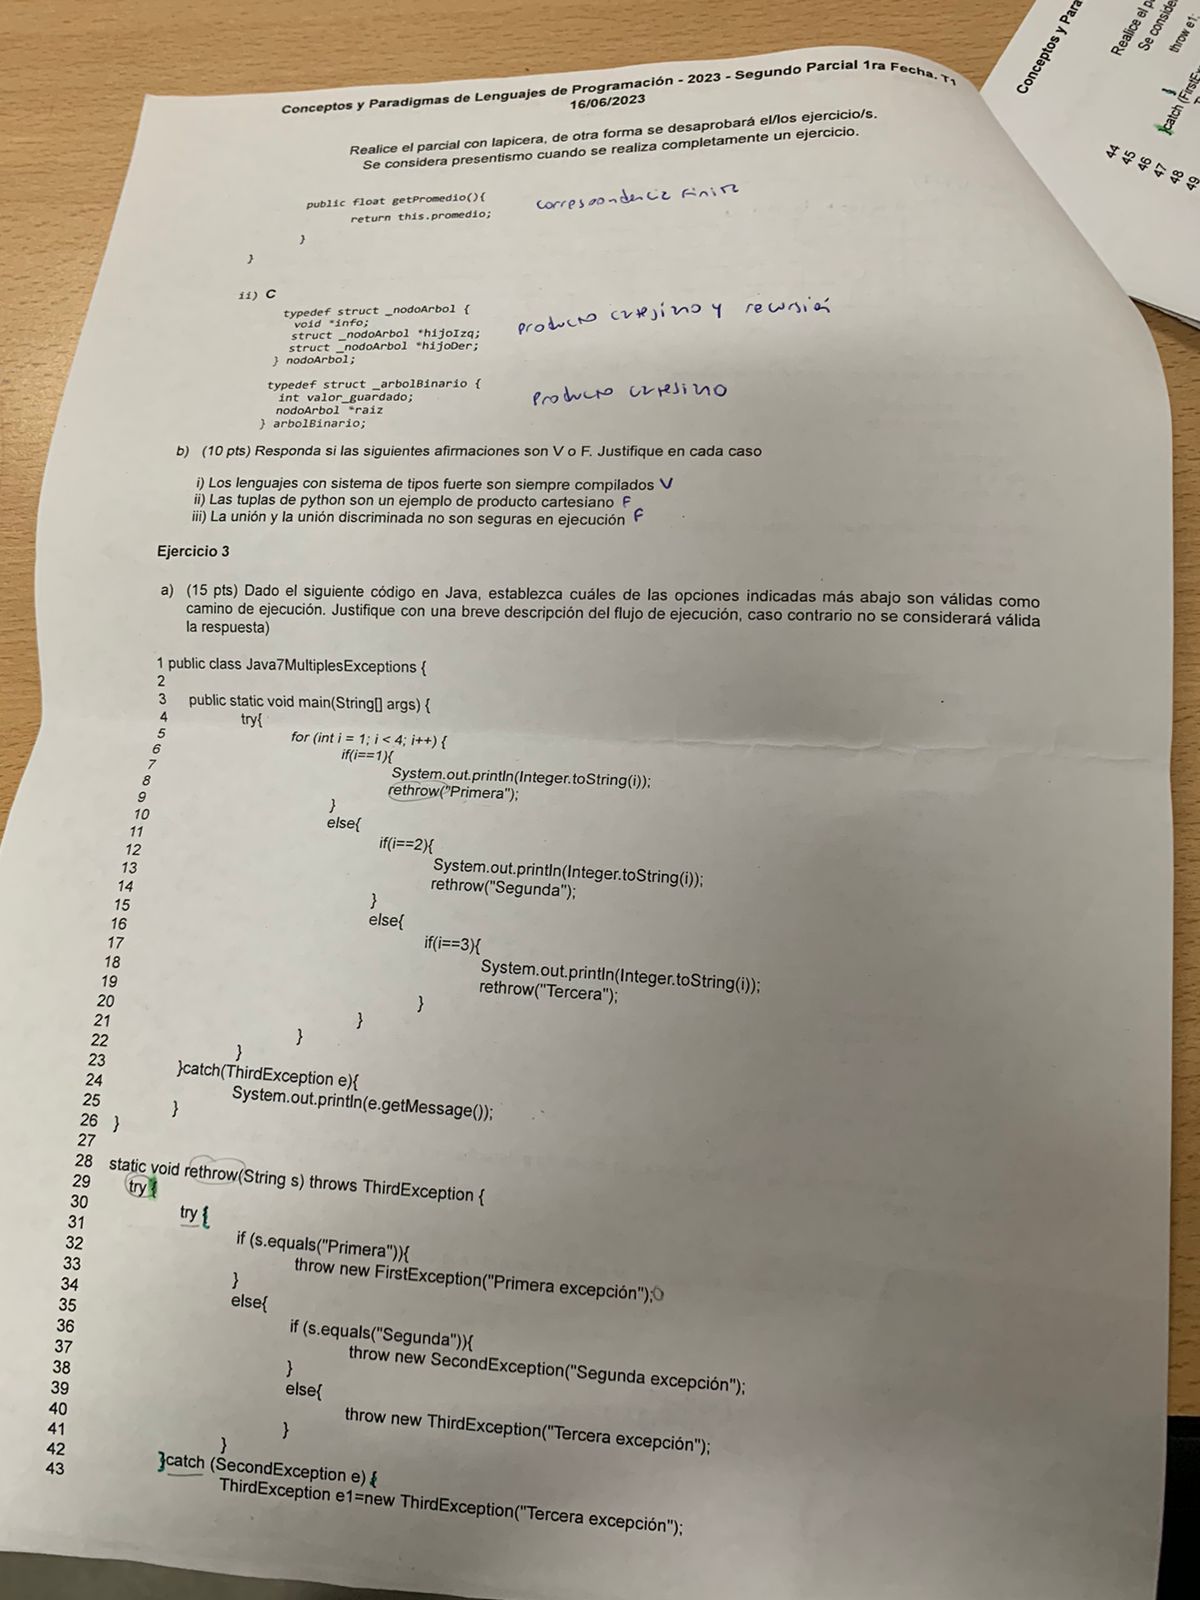 Conceptos y Paradigmas de Lenguajes de Programación - 2023 - Segundo Parcial 1ra Fecha. T1
16/06/2023
Realice el parcial con lapicera, de otra forma se desaprobará el/los ejercicio/s.
Se considera presentismo cuando se realiza completamente un ejercicio.
public float getPromedio(){ correspondencia finita
return this.promedio;
}
}
ii) C
typedef struct _nodoArbol {
void *info;
struct _nodoArbol *hijoIzq; producto cartesiano y recursión
struct _nodoArbol *hijoDer;
} nodoArbol;
typedef struct _arbolBinario {
int valor_guardado; producto cartesiano
nodoArbol *raiz
} arbolBinario;
b) (10 pts) Responda si las siguientes afirmaciones son V o F. Justifique en cada caso
i) Los lenguajes con sistema de tipos fuerte son siempre compilados V
ii) Las tuplas de python son un ejemplo de producto cartesiano F
iii) La unión y la unión discriminada no son seguras en ejecución F
Ejercicio 3
a) (15 pts) Dado el siguiente código en Java, establezca cuáles de las opciones indicadas más abajo son válidas como
camino de ejecución. Justifique con una breve descripción del flujo de ejecución, caso contrario no se considerará válida
la respuesta)
1 public class Java7MultiplesExceptions {
2
3 public static void main(String[] args) {
4 try{
5 for (int i = 1; i < 4; i++) {
6 if(i==1){
7 System.out.println(Integer.toString(i));
8 rethrow("Primera");
9 }
10 else{
11 if(i==2){
12 System.out.println(Integer.toString(i));
13 rethrow("Segunda");
14 }
15 else{
16 if(i==3){
17 System.out.println(Integer.toString(i));
18 rethrow("Tercera");
19 }
20 }
21 }
22 }
23 }catch(ThirdException e){
24 System.out.println(e.getMessage());
25 }
26 }
27
28 static void rethrow(String s) throws ThirdException {
29 try{
30 try{
31 if (s.equals("Primera")){
32 throw new FirstException("Primera excepción");
33 }
34 else{
35 if (s.equals("Segunda")){
36 throw new SecondException("Segunda excepción");
37 }
38 else{
39 throw new ThirdException("Tercera excepción");
40 }
41 }
42 }catch (SecondException e) {
43 ThirdException e1=new ThirdException("Tercera excepción");
Conceptos y Para
Realice el p
Se conside
throw e1;
}
}catch (FirstEx
44
45
46
47
48
49